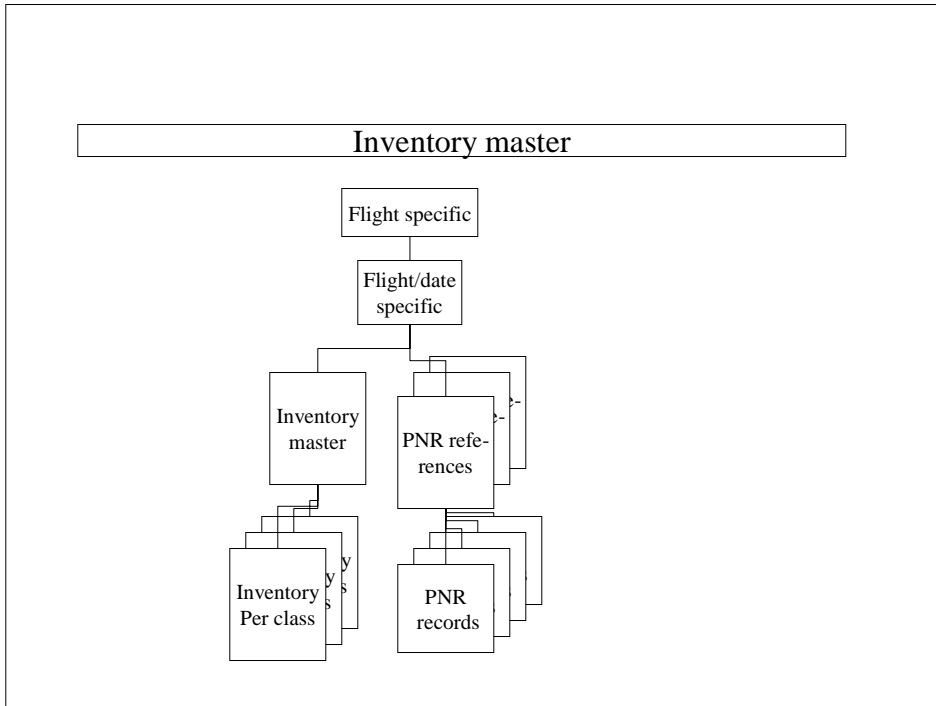 Inventory master
Flight specific
Flight/date
specific
Inventory
master
PNR refe-
rences
Inventory
Per class
PNR
records